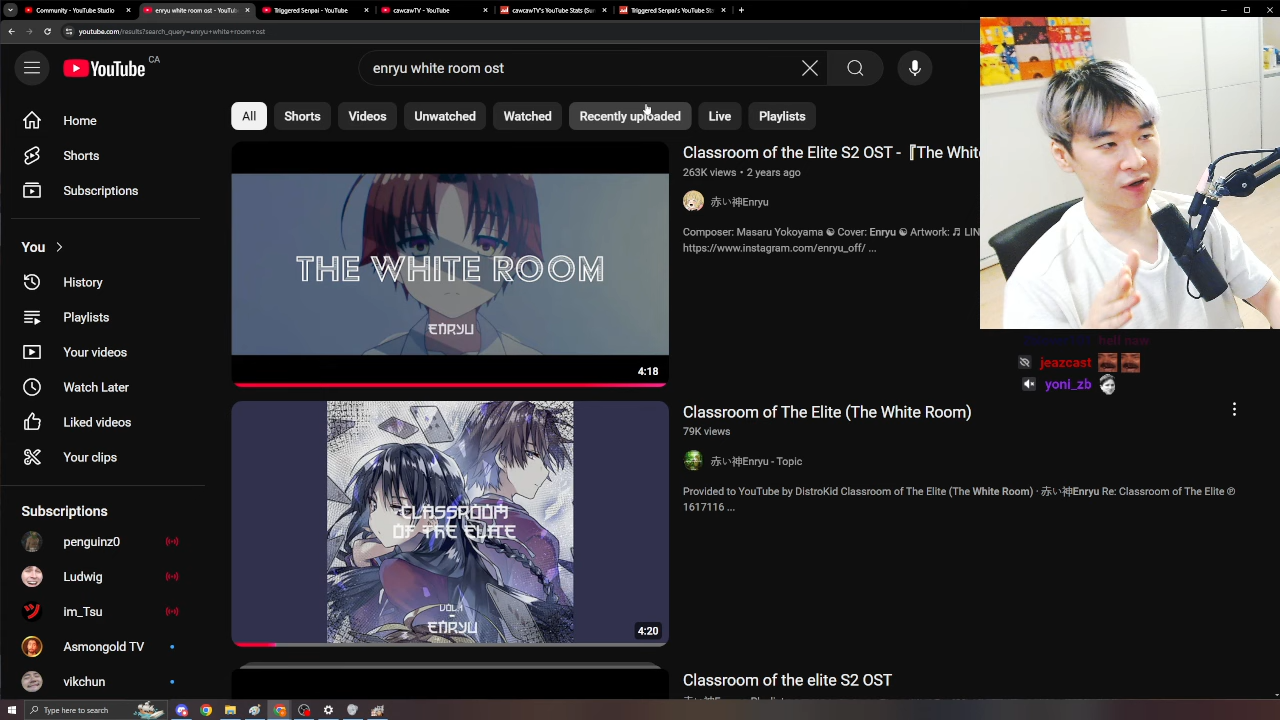 Community - YouTube Studio
enryu white room ost - YouTub
Triggered Senpai - YouTube
cawcawTV - YouTube
cawcawTV's YouTube Stats (Sum
Triggered Senpai's YouTube Sta
youtube.com/results?search_query=enryu+white+room+ost
YouTube CA
enryu white room ost
All
Shorts
Videos
Unwatched
Watched
Recently uploaded
Live
Playlists
Home
Shorts
Subscriptions
You
History
Playlists
Your videos
Watch Later
Liked videos
Your clips
Subscriptions
penguinz0
Ludwig
im_Tsu
Asmongold TV
vikchun
THE WHITE ROOM
ENRYU
4:18
Classroom of the Elite S2 OST -『The White
263K views • 2 years ago
赤い神Enryu
Composer: Masaru Yokoyama ☯ Cover: Enryu ☯ Artwork: ♬ LIN
https://www.instagram.com/enryu_off/ ...
hell naw
jeazcast
yoni_zb
CLASSROOM
OF THE ELITE
VOL.1
ENRYU
4:20
Classroom of The Elite (The White Room)
79K views
赤い神Enryu - Topic
Provided to YouTube by DistroKid Classroom of The Elite (The White Room) · 赤い神Enryu Re: Classroom of The Elite ℗
1617116 ...
Classroom of the elite S2 OST
Type here to search